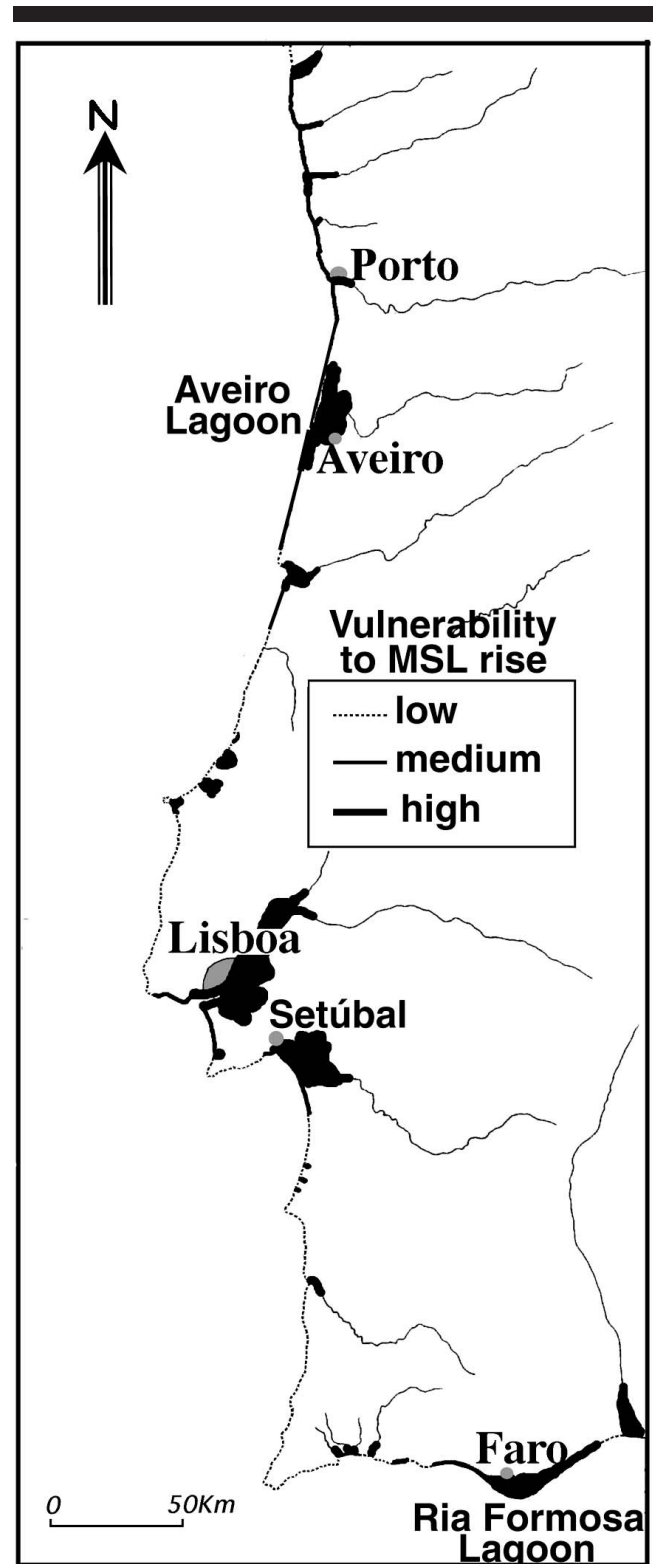 N
Porto
Aveiro
Lagoon
Aveiro
Vulnerability
to MSL rise
low
medium
high
Lisboa
Setúbal
Faro
0 50Km
Ria Formosa
Lagoon